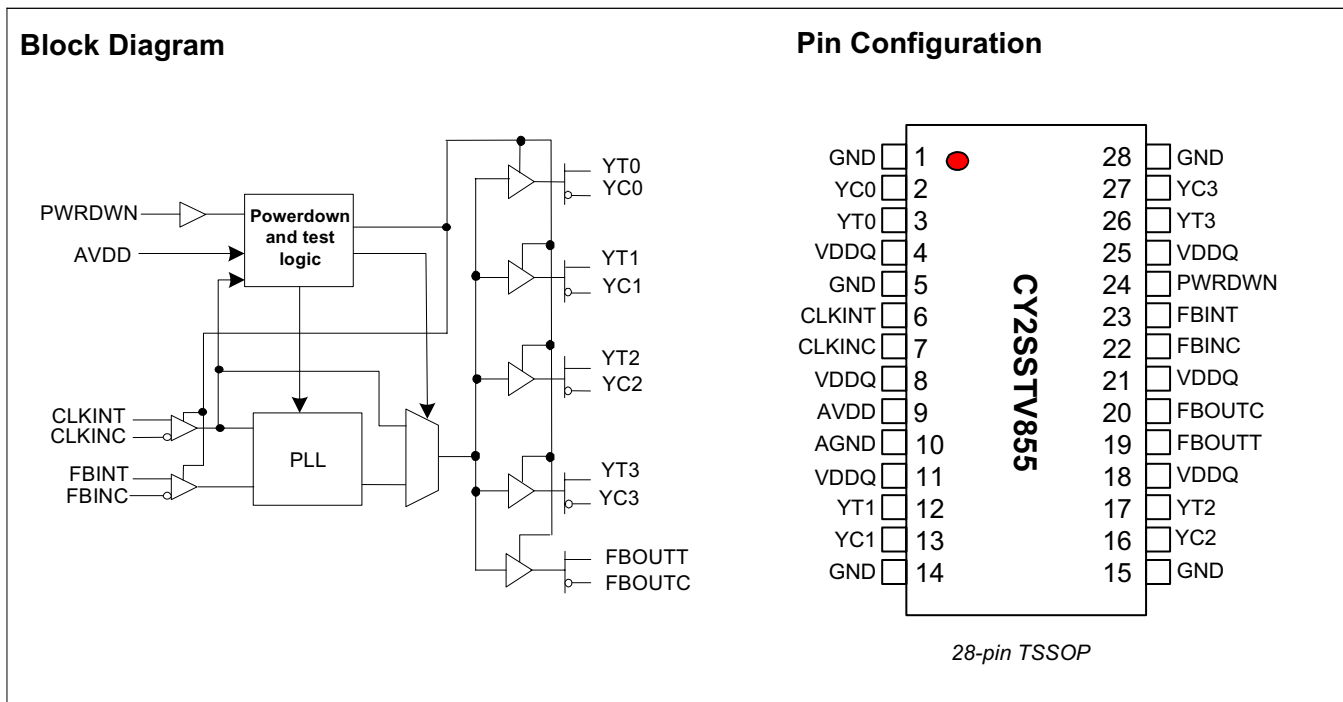 Block Diagram
PWRDWN
AVDD
Powerdown
and test
logic
CLKINT
CLKINC
FBINT
FBINC
PLL
YT0
YC0
YT1
YC1
YT2
YC2
YT3
YC3
FBOUTT
FBOUTC
Pin Configuration
GND 1 28 GND
YC0 2 27 YC3
YT0 3 26 YT3
VDDQ 4 25 VDDQ
GND 5 24 PWRDWN
CLKINT 6 23 FBINT
CLKINC 7 22 FBINC
VDDQ 8 21 VDDQ
AVDD 9 20 FBOUTC
AGND 10 19 FBOUTT
VDDQ 11 18 VDDQ
YT1 12 17 YT2
YC1 13 16 YC2
GND 14 15 GND
CY2SSTV855
28-pin TSSOP